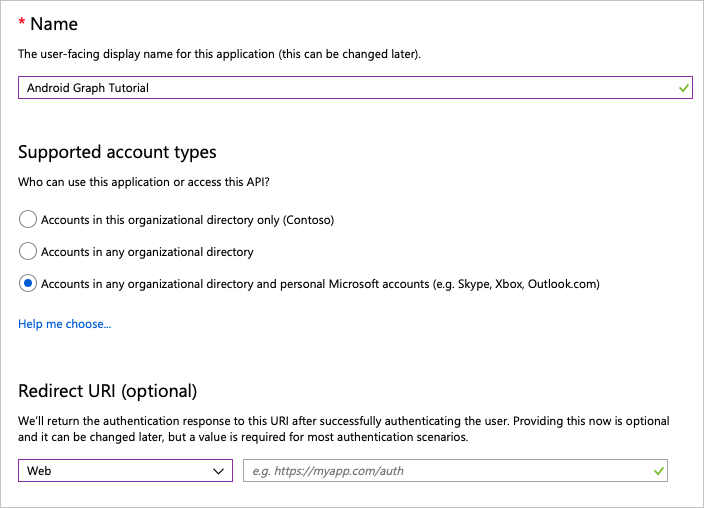 * Name
The user-facing display name for this application (this can be changed later).
Android Graph Tutorial
Supported account types
Who can use this application or access this API?
Accounts in this organizational directory only (Contoso)
Accounts in any organizational directory
Accounts in any organizational directory and personal Microsoft accounts (e.g. Skype, Xbox, Outlook.com)
Help me choose...
Redirect URI (optional)
We'll return the authentication response to this URI after successfully authenticating the user. Providing this now is optional
and it can be changed later, but a value is required for most authentication scenarios.
Web
e.g. https://myapp.com/auth